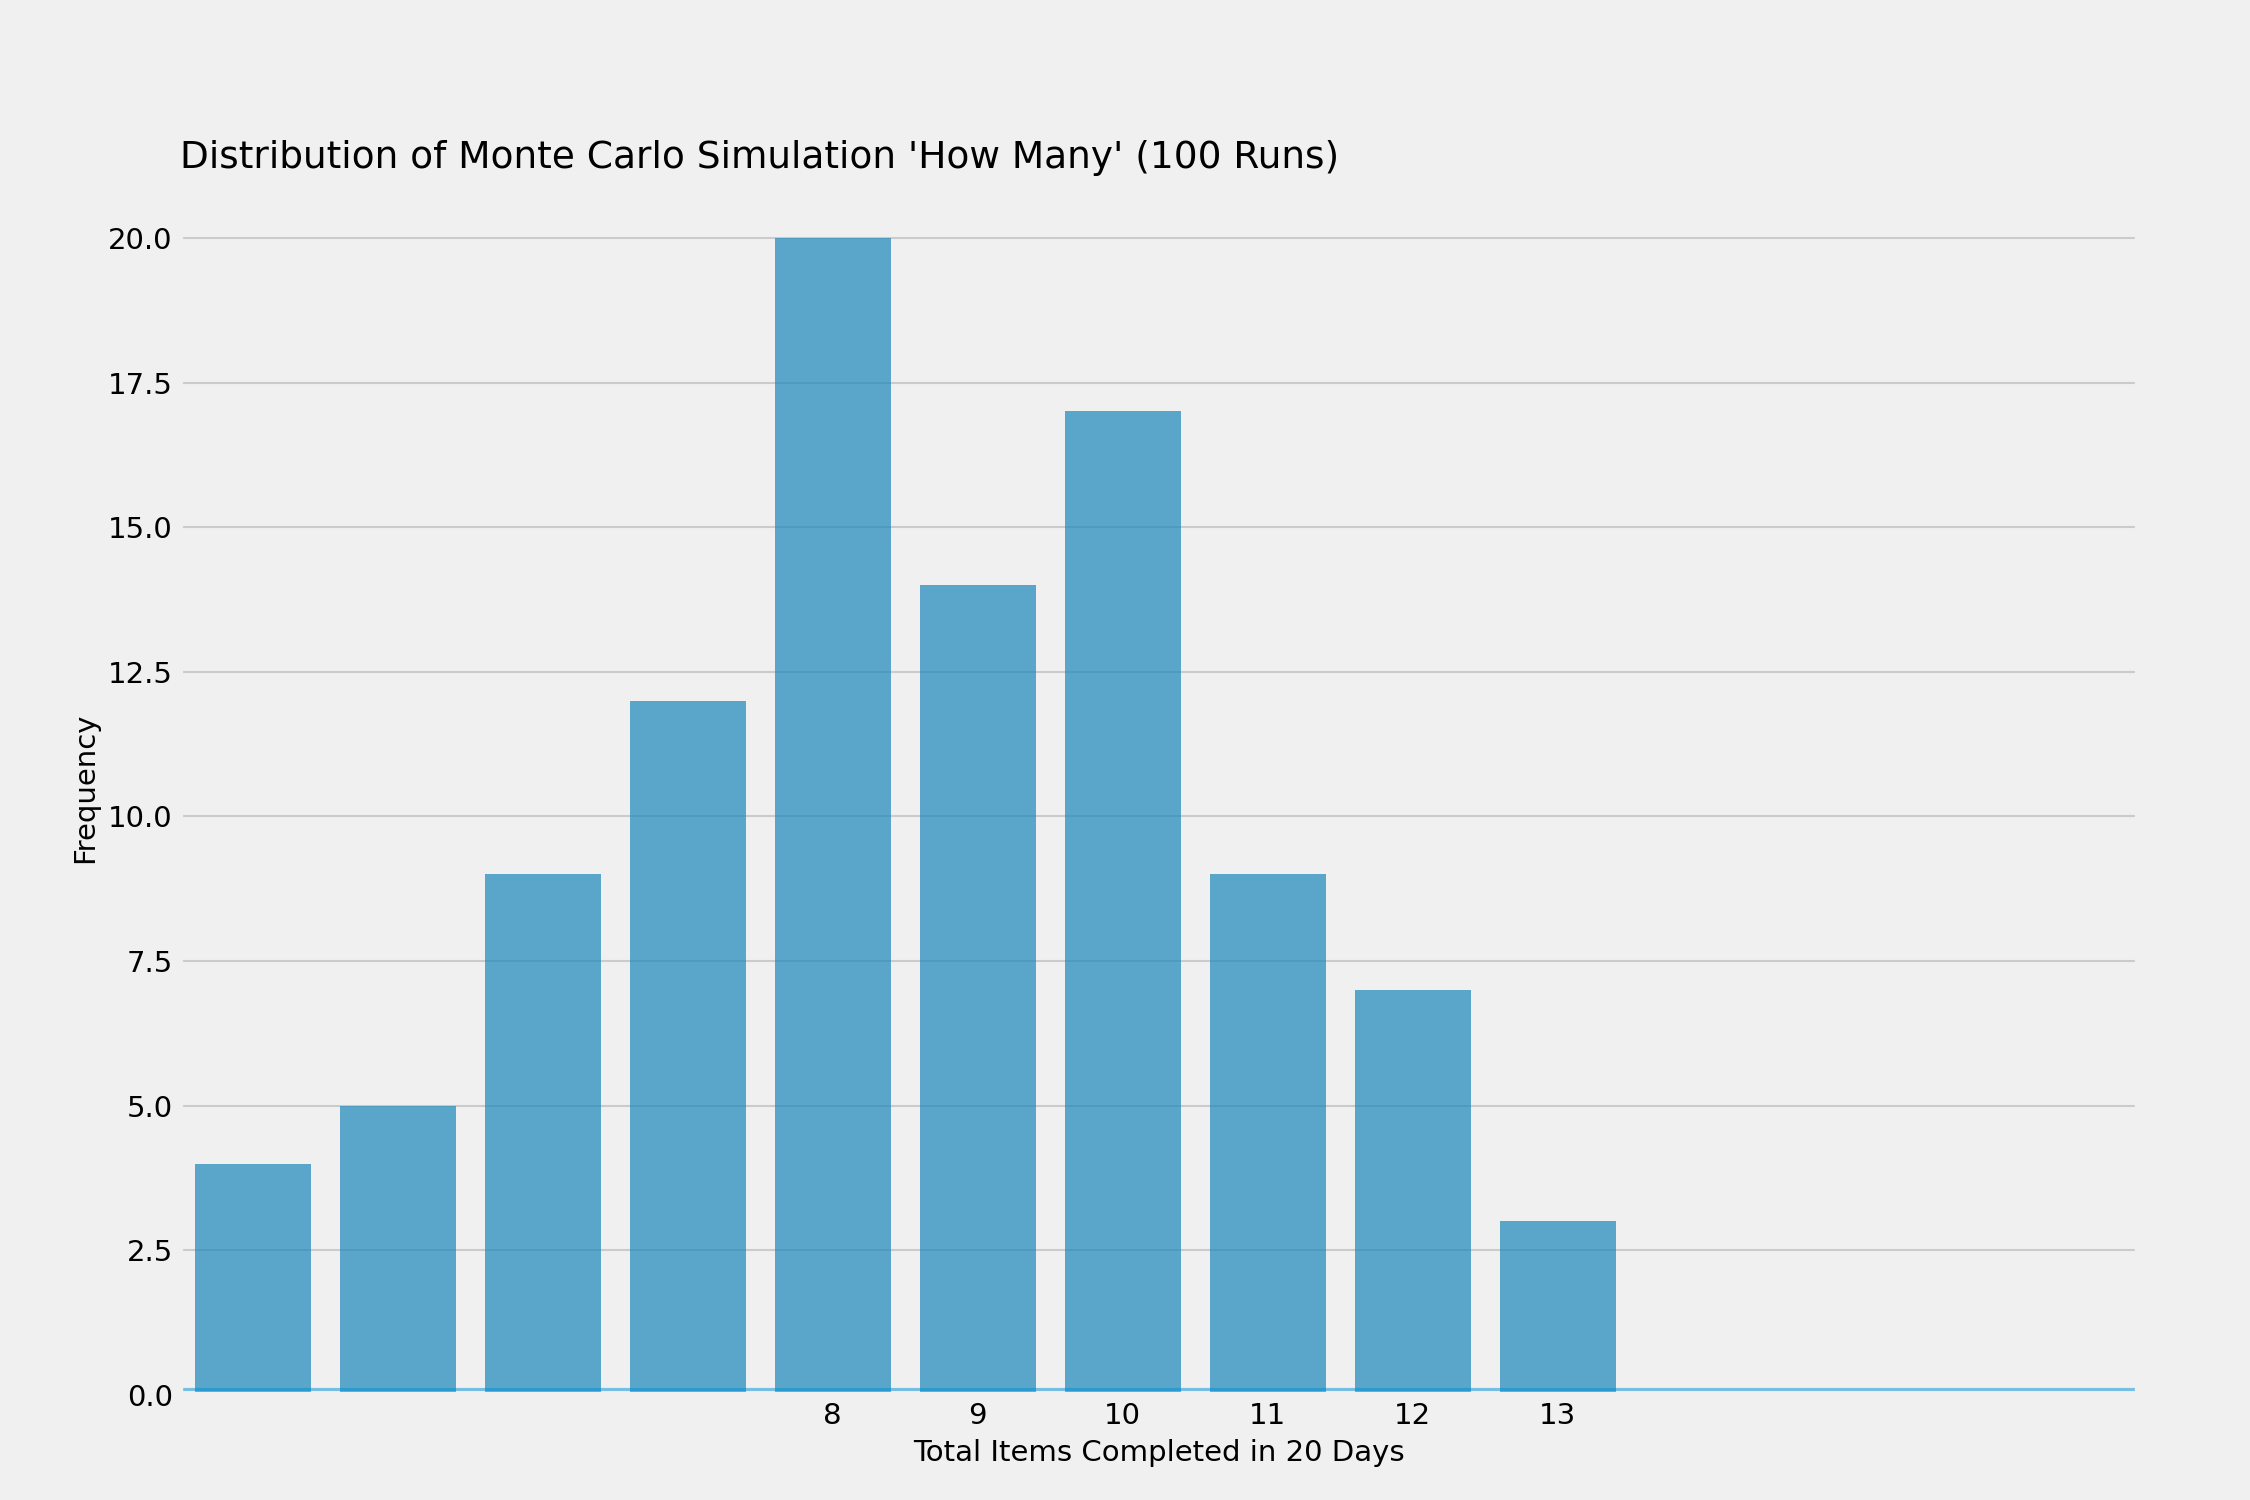 Distribution of Monte Carlo Simulation 'How Many' (100 Runs)
20.0
17.5
15.0
12.5
10.0
7.5
5.0
2.5
0.0
Frequency
8 9 10 11 12 13
Total Items Completed in 20 Days